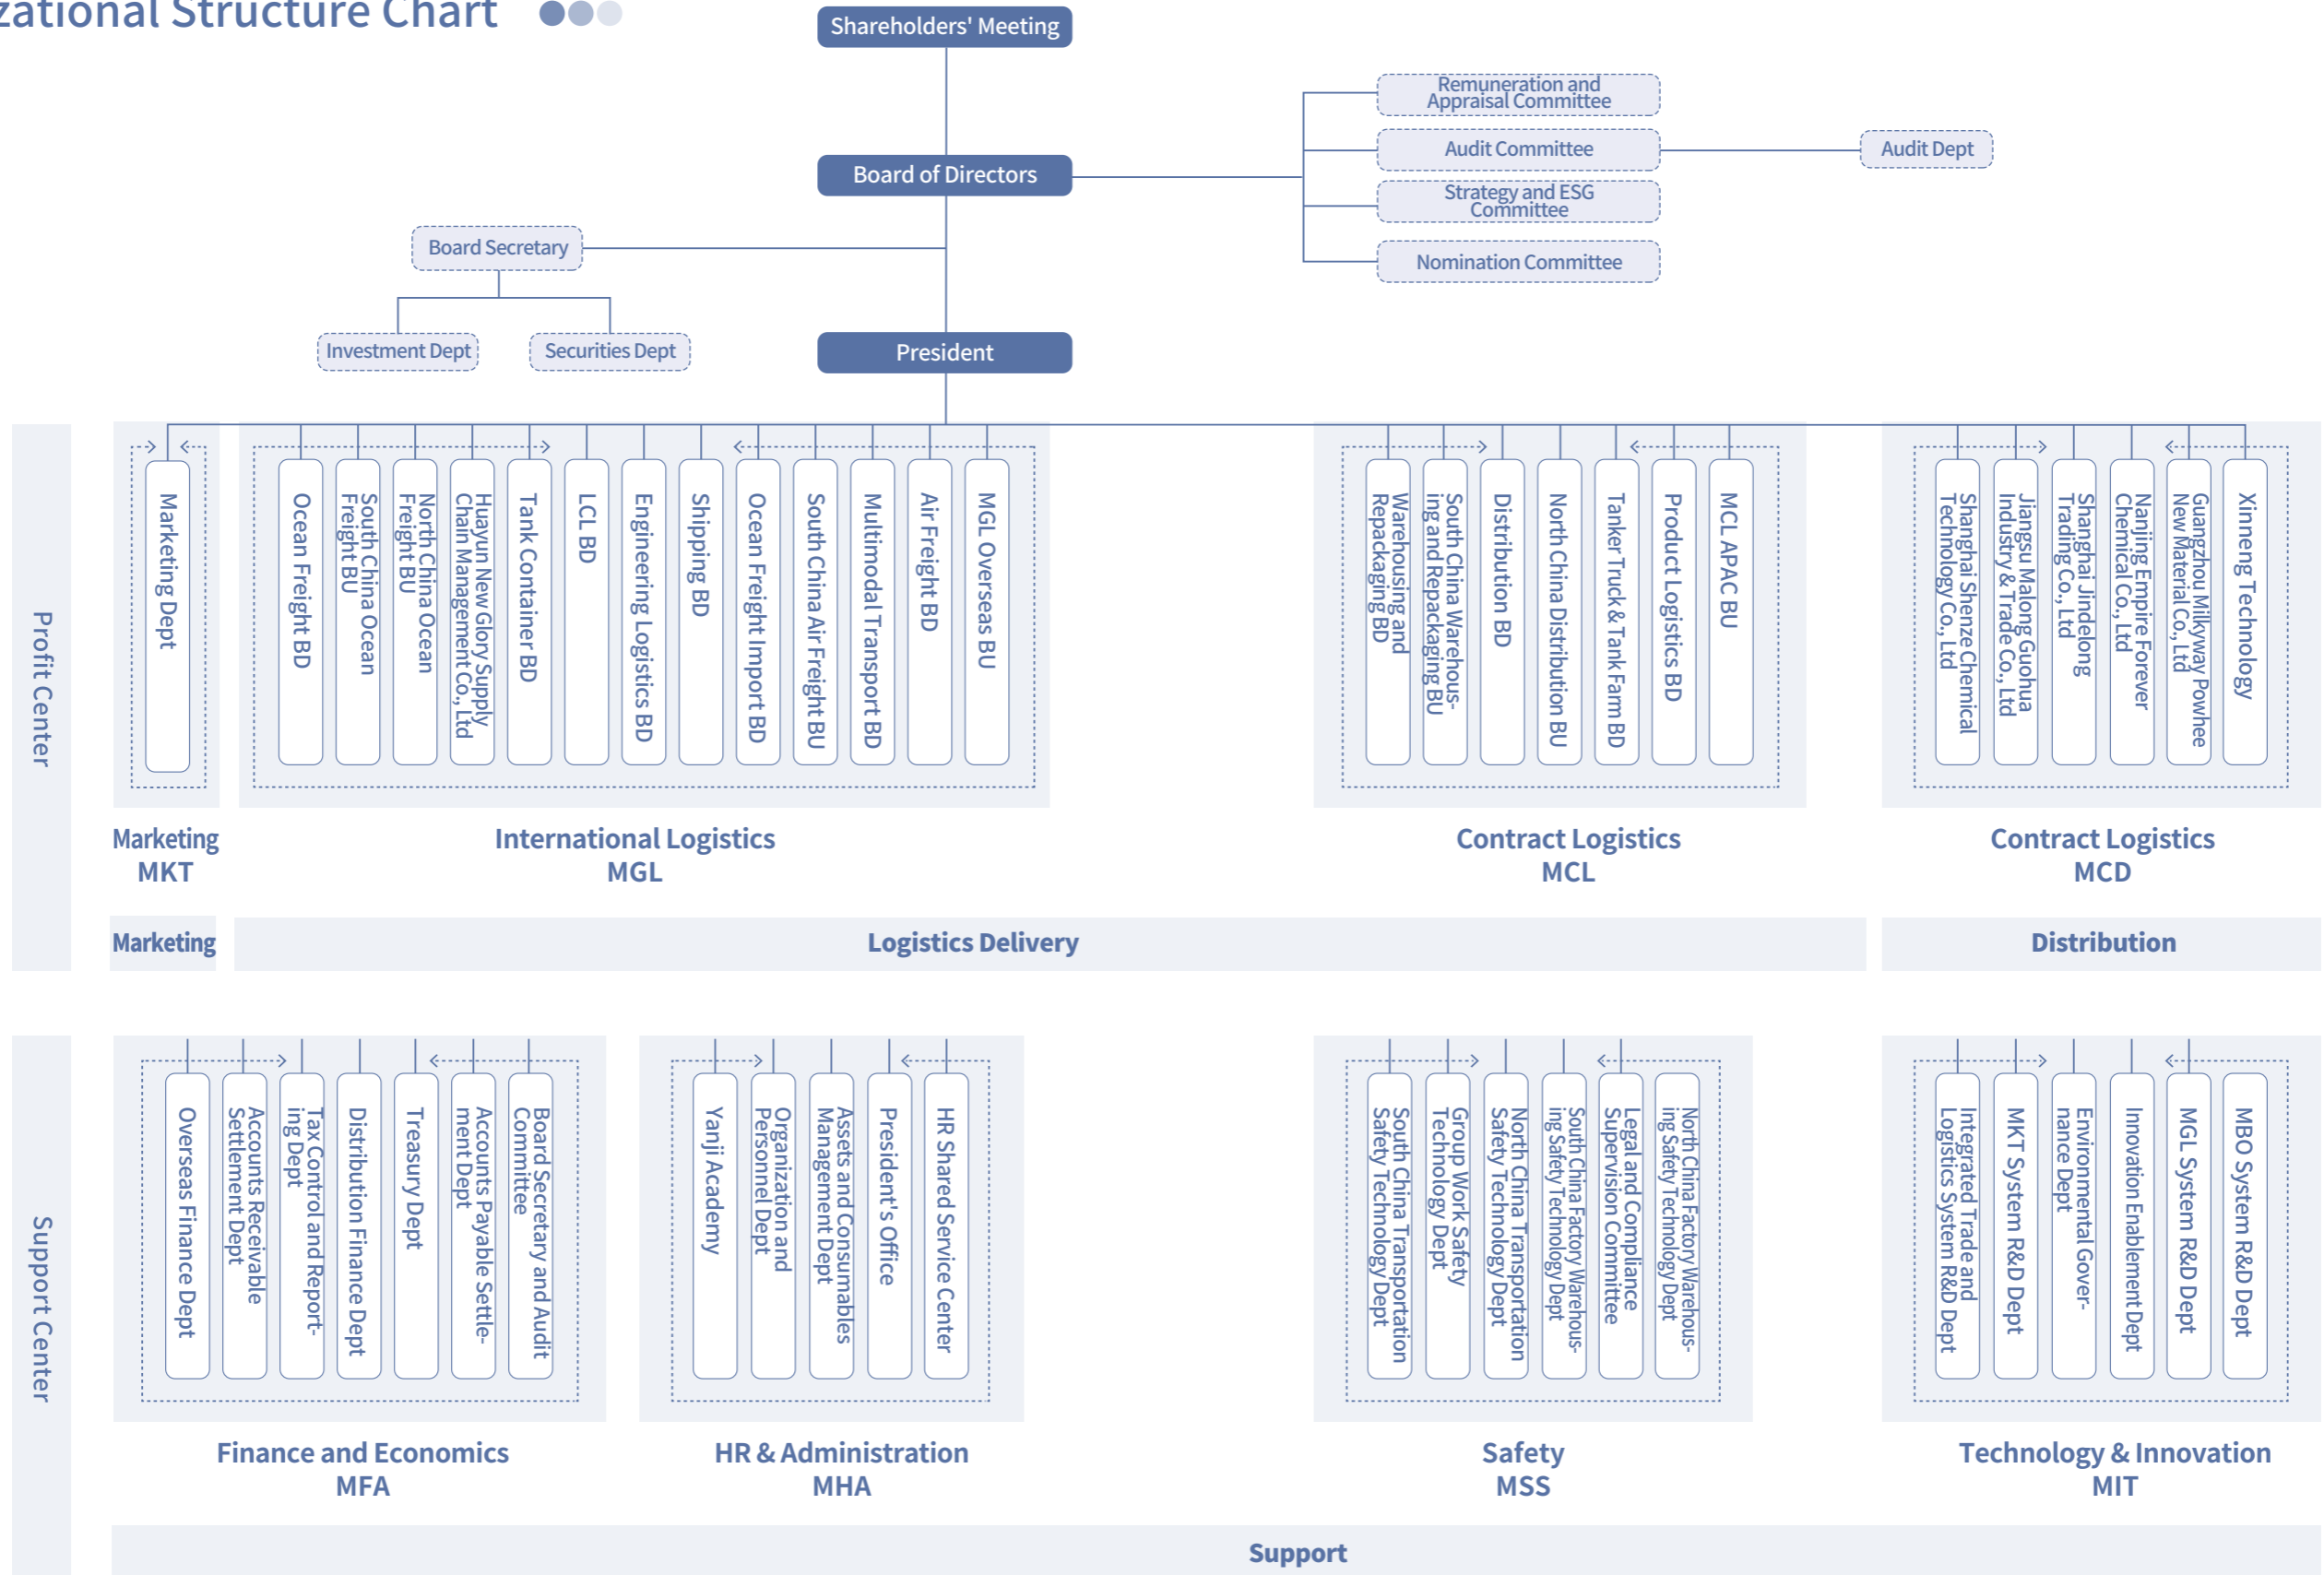 zational Structure Chart
Shareholders' Meeting
Remuneration and
Appraisal Committee
Audit Committee
Audit Dept
Board of Directors
Strategy and ESG
Committee
Board Secretary
Nomination Committee
Investment Dept
Securities Dept
President
Profit Center
Marketing Dept
Ocean Freight BD
South China Ocean
Freight BU
North China Ocean
Freight BU
Huayun New Glory Supply
Chain Management Co., Ltd
Tank Container BD
LCL BD
Engineering Logistics BD
Shipping BD
Ocean Freight Import BD
South China Air Freight BU
Multimodal Transport BD
Air Freight BD
MGL Overseas BU
Warehousing and
Repackaging BD
South China Warehous-
ing and Repackaging BU
Distribution BD
North China Distribution BU
Tanker Truck & Tank Farm BD
Product Logistics BD
MCL APAC BU
Shanghai Shenze Chemical
Technology Co., Ltd
Jiangsu Malong Guohua
Industry & Trade Co., Ltd
Shanghai Jindelong
Trading Co., Ltd
Nanjing Empire Forever
Chemical Co., Ltd
Guangzhou Milkyway Powhee
New Material Co., Ltd
Xinmeng Technology
Marketing
MKT
International Logistics
MGL
Contract Logistics
MCL
Contract Logistics
MCD
Marketing
Logistics Delivery
Distribution
Support Center
Overseas Finance Dept
Accounts Receivable
Settlement Dept
Tax Control and Report-
ing Dept
Distribution Finance Dept
Treasury Dept
Accounts Payable Settle-
ment Dept
Board Secretary and Audit
Committee
Yanji Academy
Organization and
Personnel Dept
Assets and Consumables
Management Dept
President's Office
HR Shared Service Center
South China Transportation
Safety Technology Dept
Group Work Safety
Technology Dept
North China Transportation
Safety Technology Dept
South China Factory Warehous-
ing Safety Technology Dept
Legal and Compliance
Supervision Committee
North China Factory Warehous-
ing Safety Technology Dept
Integrated Trade and
Logistics System R&D Dept
MKT System R&D Dept
Environmental Gover-
nance Dept
Innovation Enablement Dept
MGL System R&D Dept
MBO System R&D Dept
Finance and Economics
MFA
HR & Administration
MHA
Safety
MSS
Technology & Innovation
MIT
Support